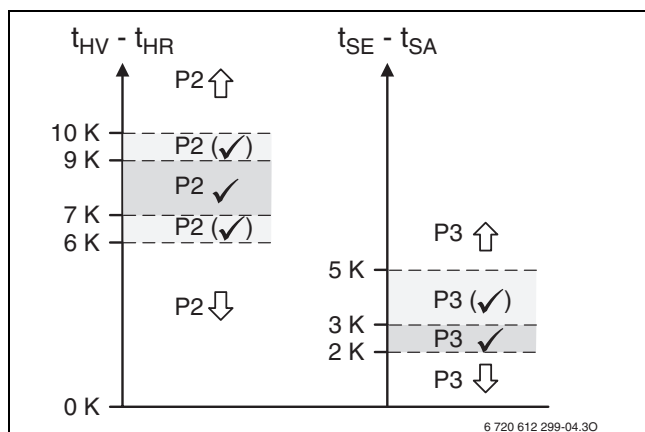 tHV - tHR
P2
10 K
P2 (✓)
9 K
P2 ✓
7 K
P2 (✓)
6 K
P2
0 K
tSE - tSA
P3
5 K
P3 (✓)
3 K
P3 ✓
2 K
P3
6 720 612 299-04.3O